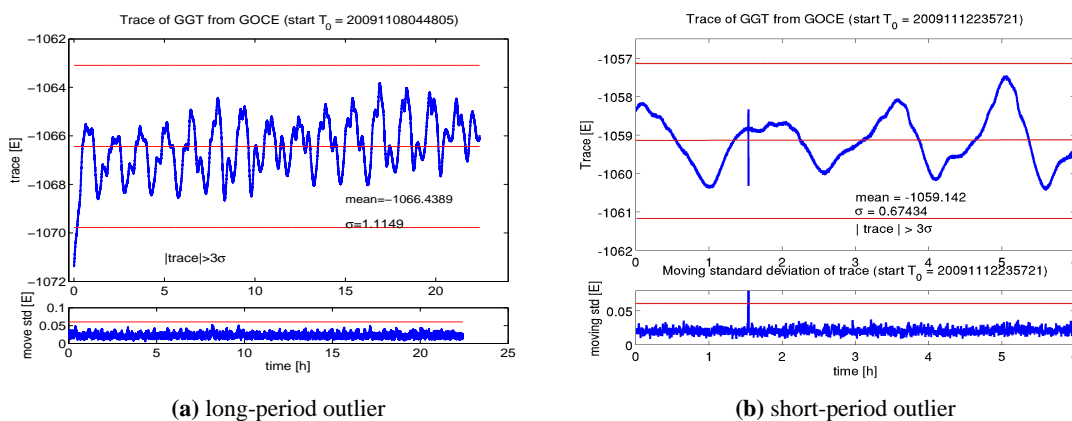 Trace of GGT from GOCE (start T0 = 20091108044805)
−1062
−1064
−1066
−1068
−1070
−1072
trace [E]
mean=−1066.4389
σ=1.1149
|trace|>3σ
0 5 10 15 20
0.1
0.05
0
move std [E]
0 5 10 15 20 25
time [h]
(a) long-period outlier
Trace of GGT from GOCE (start T0 = 20091112235721)
-1057
-1058
-1059
-1060
-1061
-1062
Trace [E]
mean = -1059.142
σ = 0.67434
| trace | > 3σ
0 1 2 3 4 5 6
Moving standard deviation of trace (start T0 = 20091112235721)
0.05
0
moving std [E]
0 1 2 3 4 5 6
time [h]
(b) short-period outlier